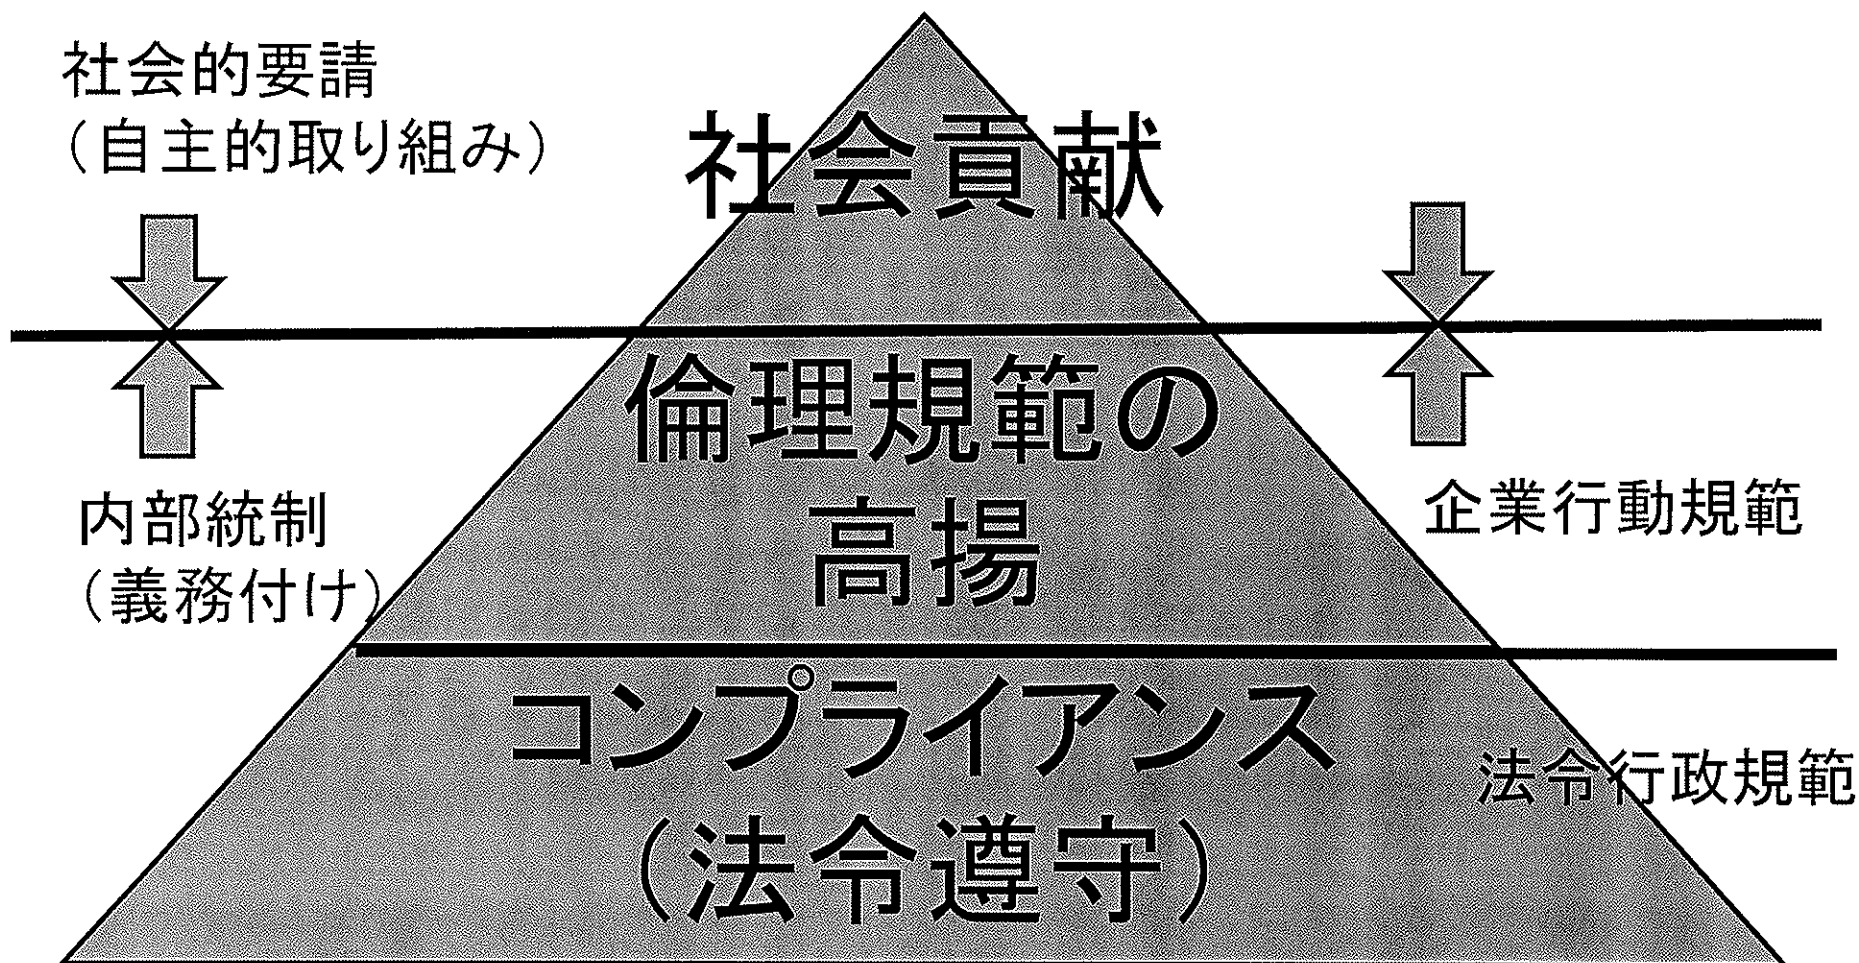 社会的要請
（自主的取り組み）
社会貢献
倫理規範の
高揚
内部統制
（義務付け）
企業行動規範
コンプライアンス
（法令遵守）
法令行政規範